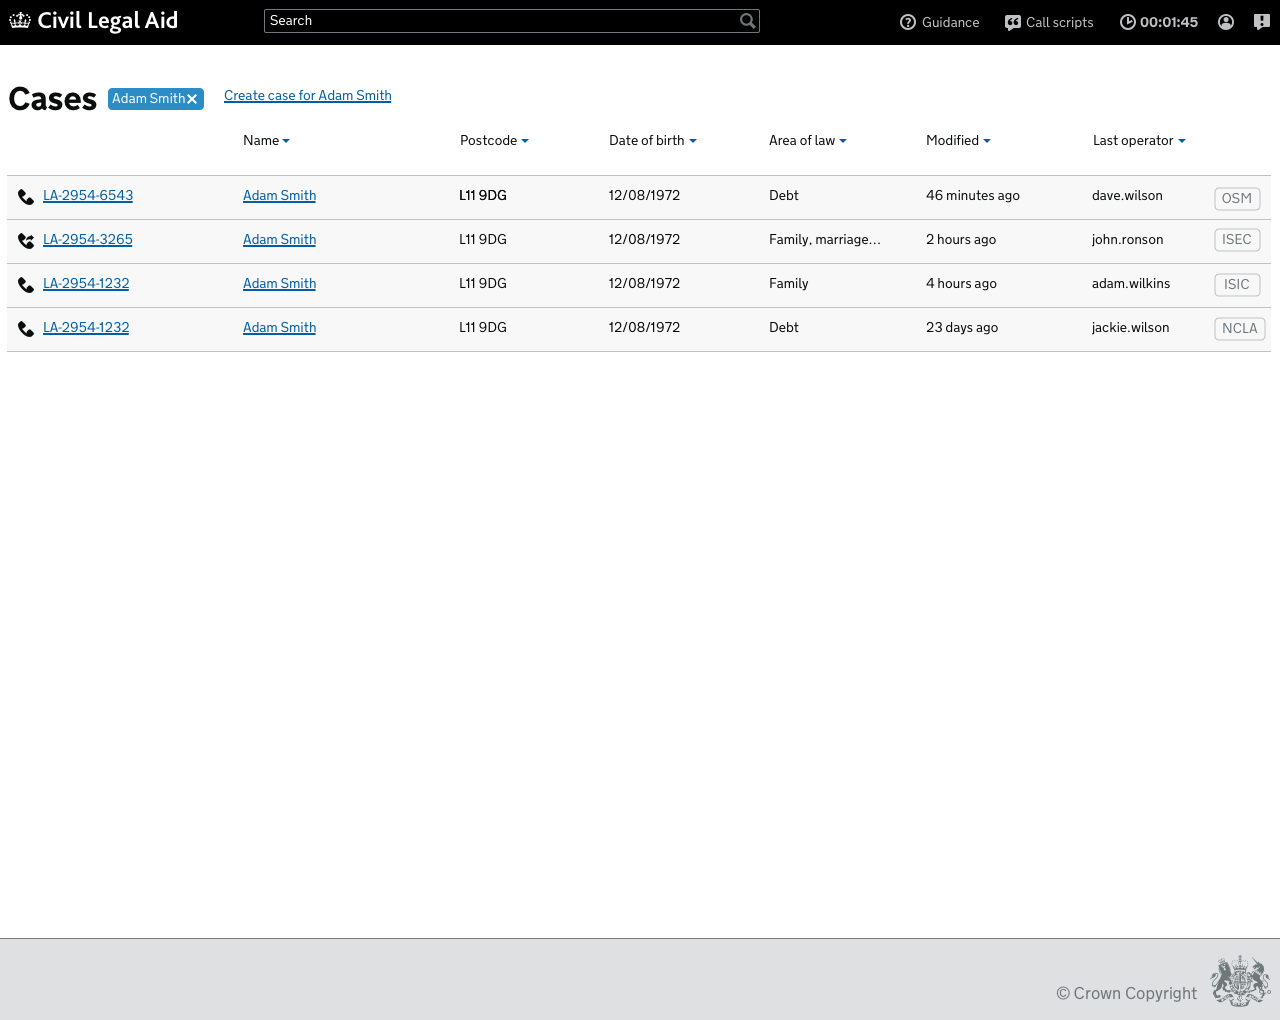 Civil Legal Aid Search Guidance Call scripts 00:01:45
Cases Adam Smith Create case for Adam Smith
Name Postcode Date of birth Area of law Modified Last operator
LA-2954-6543 Adam Smith L11 9DG 12/08/1972 Debt 46 minutes ago dave.wilson OSM
LA-2954-3265 Adam Smith L11 9DG 12/08/1972 Family, marriage... 2 hours ago john.ronson ISEC
LA-2954-1232 Adam Smith L11 9DG 12/08/1972 Family 4 hours ago adam.wilkins ISIC
LA-2954-1232 Adam Smith L11 9DG 12/08/1972 Debt 23 days ago jackie.wilson NCLA
© Crown Copyright